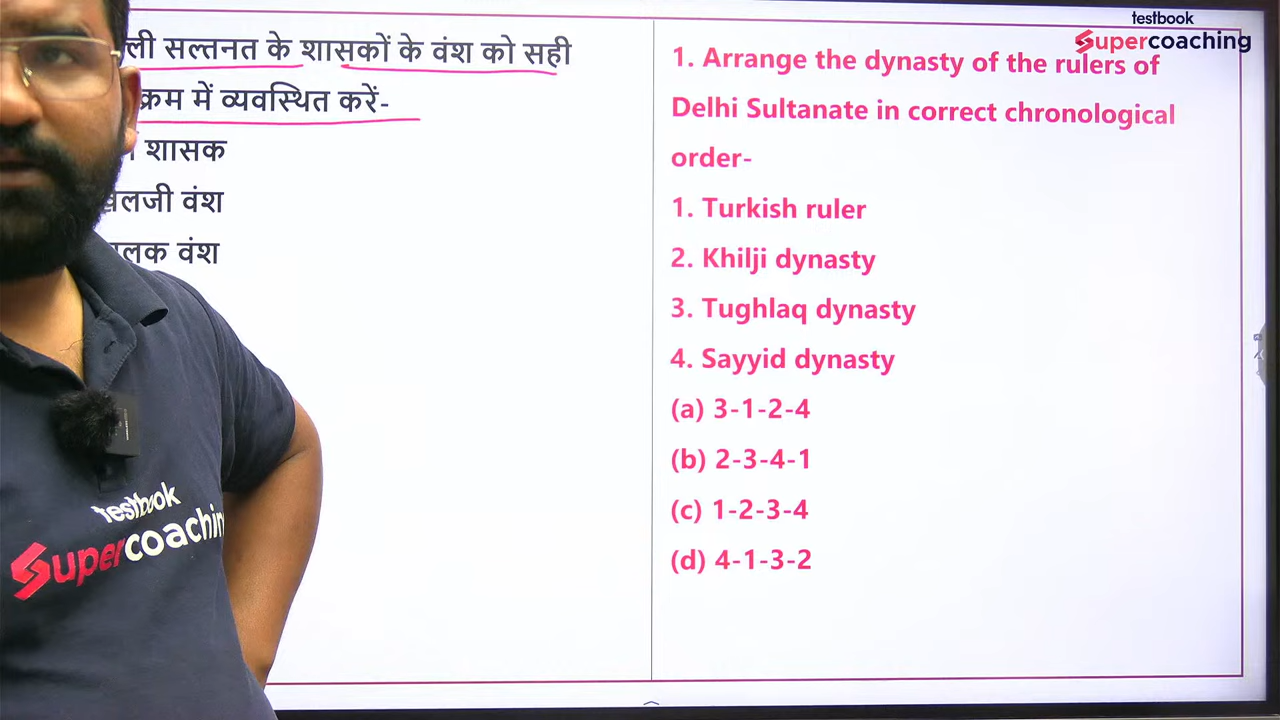 testbook
Supercoaching
ली सल्तनत के शासकों के वंश को सही
क्रम में व्यवस्थित करें-
शासक
वंश
वंश
1. Arrange the dynasty of the rulers of
Delhi Sultanate in correct chronological
order-
1. Turkish ruler
2. Khilji dynasty
3. Tughlaq dynasty
4. Sayyid dynasty
(a) 3-1-2-4
(b) 2-3-4-1
(c) 1-2-3-4
(d) 4-1-3-2
testbook
Supercoachin